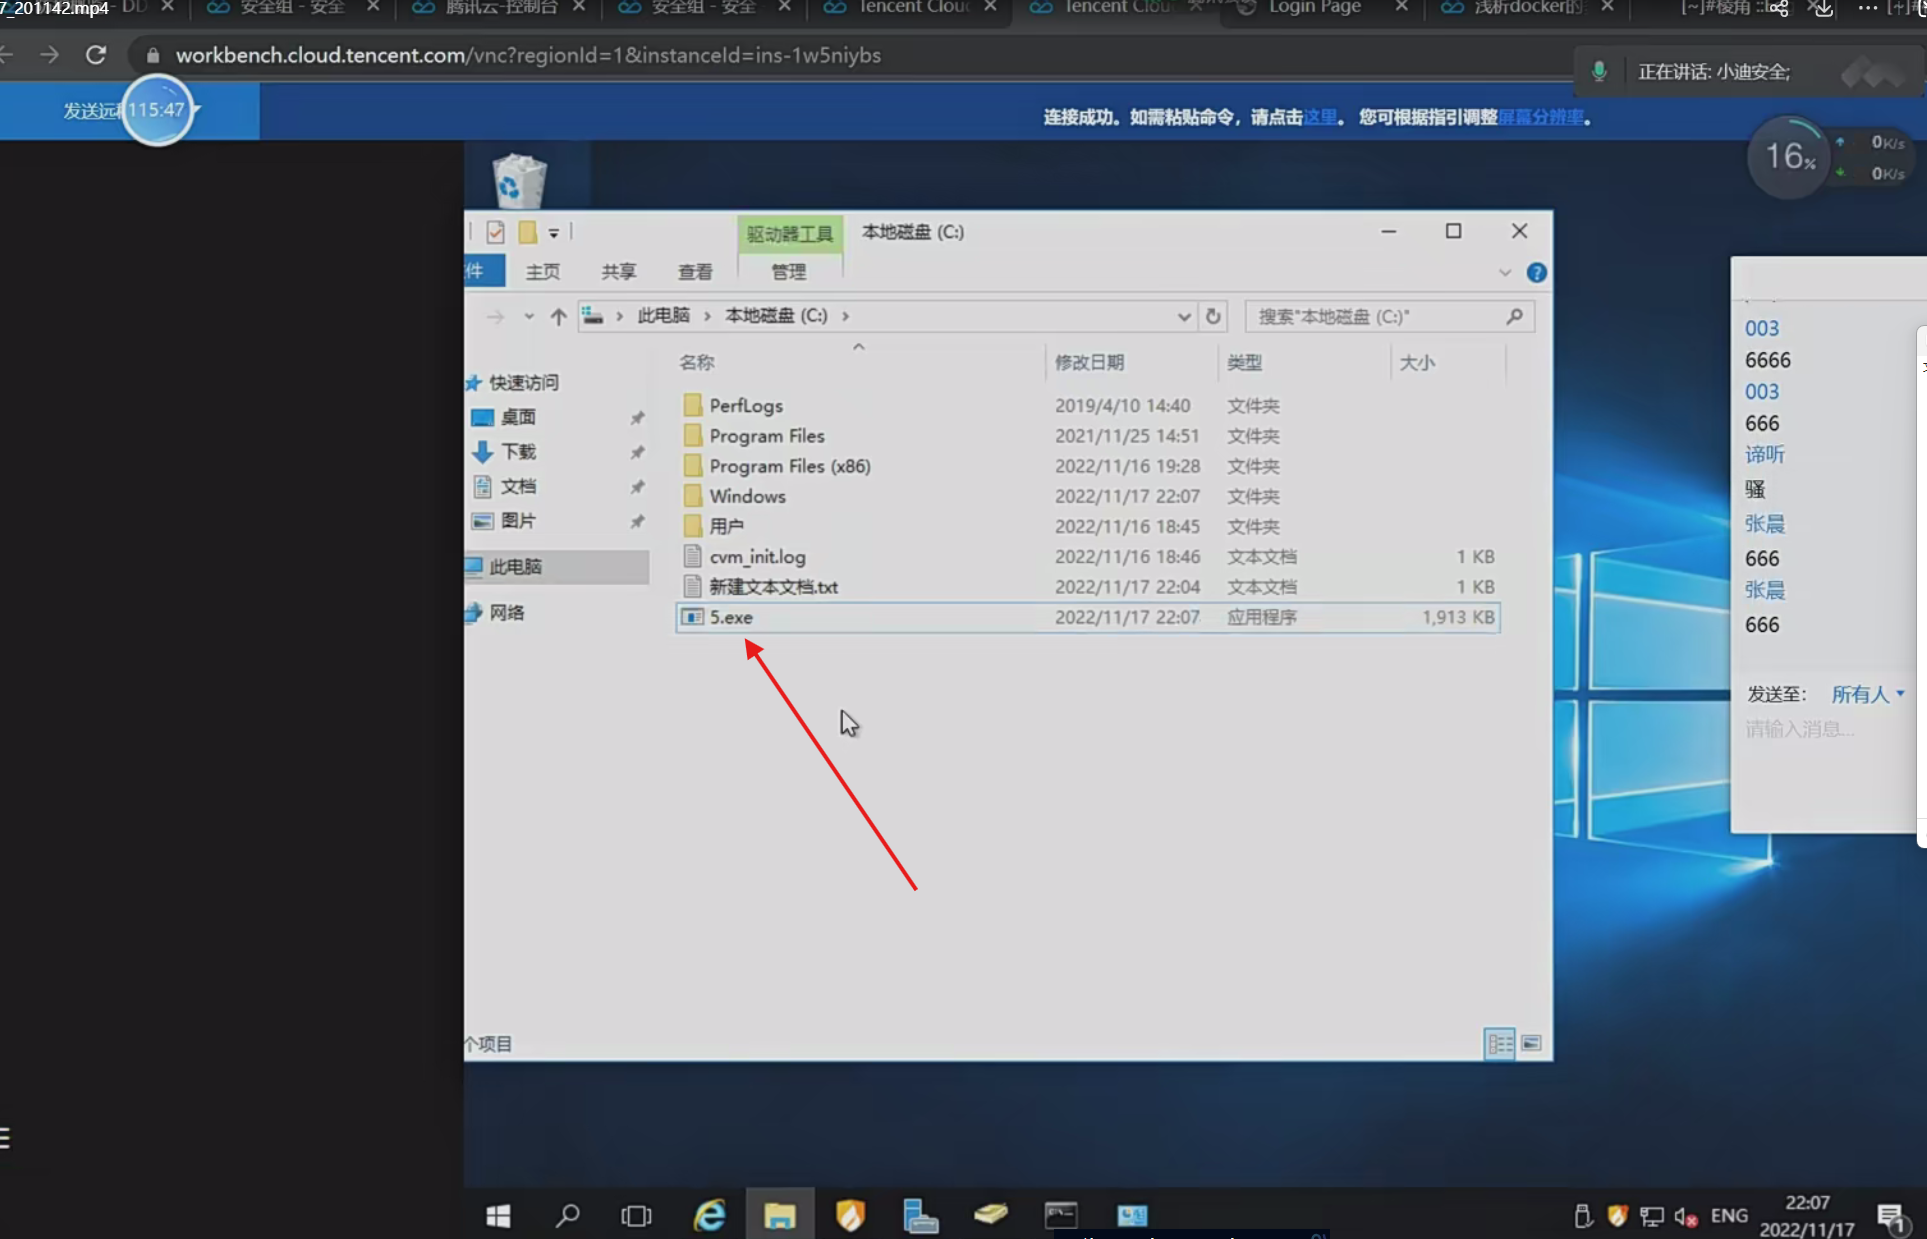 7_201142.mp4
安全组 - 安全
腾讯云-控制台
安全组 - 安全
Tencent Clou
Tencent Clou
Login Page
浅析docker的
workbench.cloud.tencent.com/vnc?regionId=1&instanceId=ins-1w5niybs
正在讲话: 小迪安全;
发送远
115:47
连接成功。如需粘贴命令，请点击这里。 您可根据指引调整屏幕分辨率。
16%
0K/s
0K/s
驱动器工具
本地磁盘 (C:)
件
主页
共享
查看
管理
此电脑 › 本地磁盘 (C:) ›
搜索"本地磁盘 (C:)"
名称
修改日期
类型
大小
快速访问
桌面
下载
文档
图片
此电脑
网络
PerfLogs 2019/4/10 14:40 文件夹
Program Files 2021/11/25 14:51 文件夹
Program Files (x86) 2022/11/16 19:28 文件夹
Windows 2022/11/17 22:07 文件夹
用户 2022/11/16 18:45 文件夹
cvm_init.log 2022/11/16 18:46 文本文档 1 KB
新建文本文档.txt 2022/11/17 22:04 文本文档 1 KB
5.exe 2022/11/17 22:07 应用程序 1,913 KB
个项目
003
6666
003
666
谛听
骚
张晨
666
张晨
666
发送至: 所有人
请输入消息...
ENG
22:07
2022/11/17
1